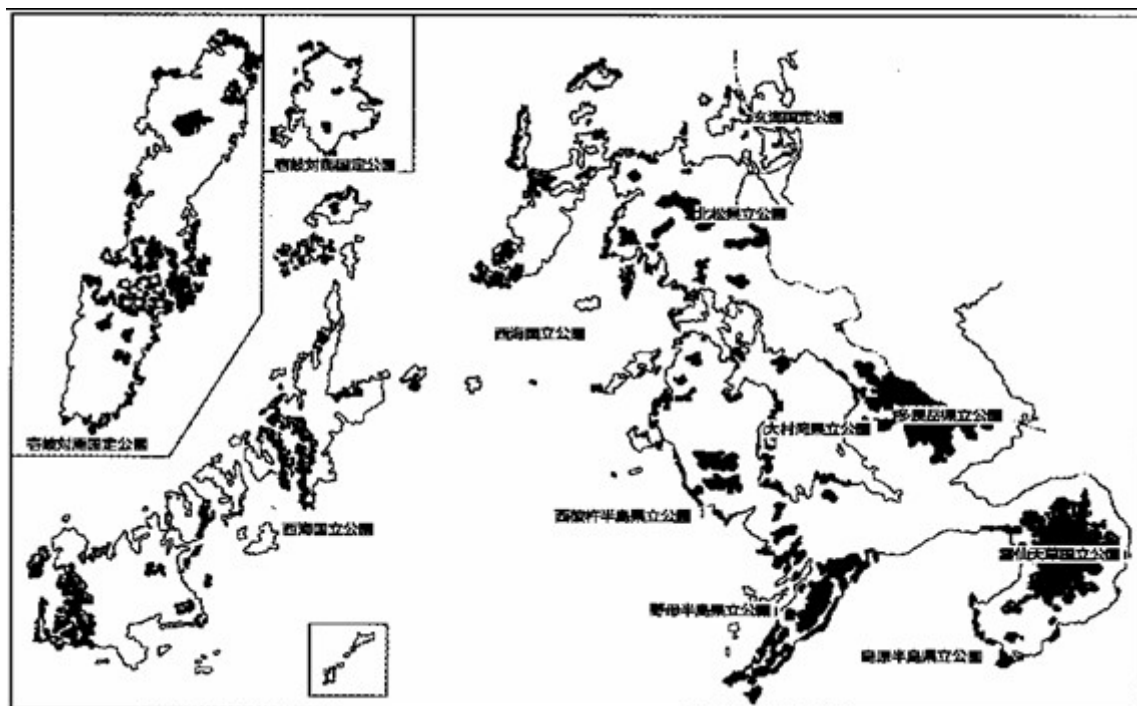 壱岐対馬国定公園
玄海国定公園
北松県立公園
西海国立公園
多良岳県立公園
大村湾県立公園
壱岐対馬国定公園
西彼杵半島県立公園
西海国立公園
雲仙天草国立公園
野母半島県立公園
島原半島県立公園